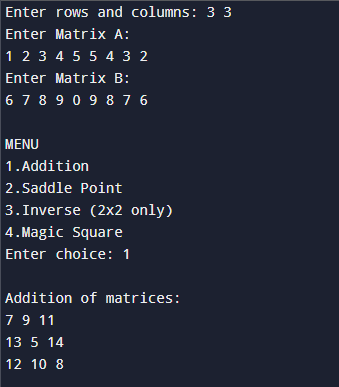 Enter rows and columns: 3 3
Enter Matrix A:
1 2 3 4 5 5 4 3 2
Enter Matrix B:
6 7 8 9 0 9 8 7 6
MENU
1.Addition
2.Saddle Point
3.Inverse (2x2 only)
4.Magic Square
Enter choice: 1
Addition of matrices:
7 9 11
13 5 14
12 10 8